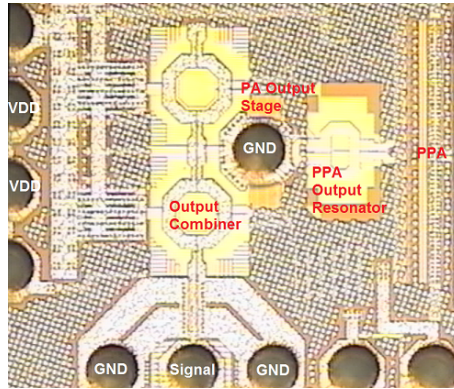 PA Output
Stage
VDD
GND
PPA
PPA
Output
Resonator
VDD
Output
Combiner
GND
Signal
GND